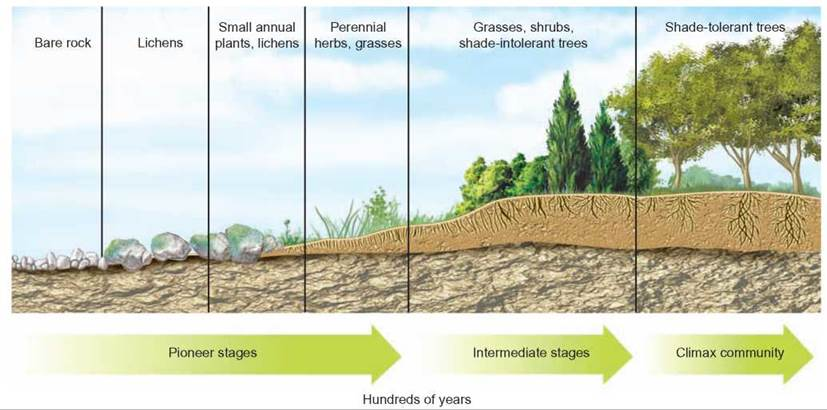 Bare rock
Lichens
Small annual
plants, lichens
Perennial
herbs, grasses
Grasses, shrubs,
shade-intolerant trees
Shade-tolerant trees
Pioneer stages
Intermediate stages
Climax community
Hundreds of years